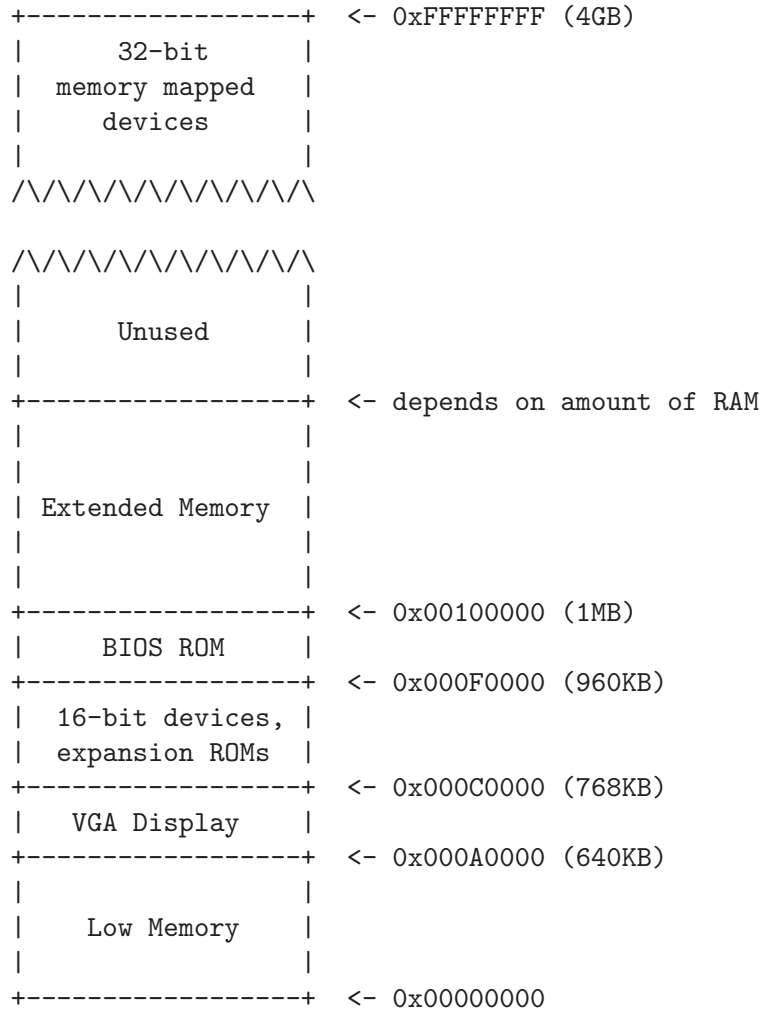 +------------------+  <- 0xFFFFFFFF (4GB)
|      32-bit      |
|  memory mapped   |
|     devices      |
|                  |
/\/\/\/\/\/\/\/\/\/\

/\/\/\/\/\/\/\/\/\/\
|                  |
|      Unused      |
|                  |
+------------------+  <- depends on amount of RAM
|                  |
|                  |
| Extended Memory  |
|                  |
|                  |
+------------------+  <- 0x00100000 (1MB)
|     BIOS ROM     |
+------------------+  <- 0x000F0000 (960KB)
|  16-bit devices, |
|  expansion ROMs  |
+------------------+  <- 0x000C0000 (768KB)
|   VGA Display    |
+------------------+  <- 0x000A0000 (640KB)
|                  |
|    Low Memory    |
|                  |
+------------------+  <- 0x00000000